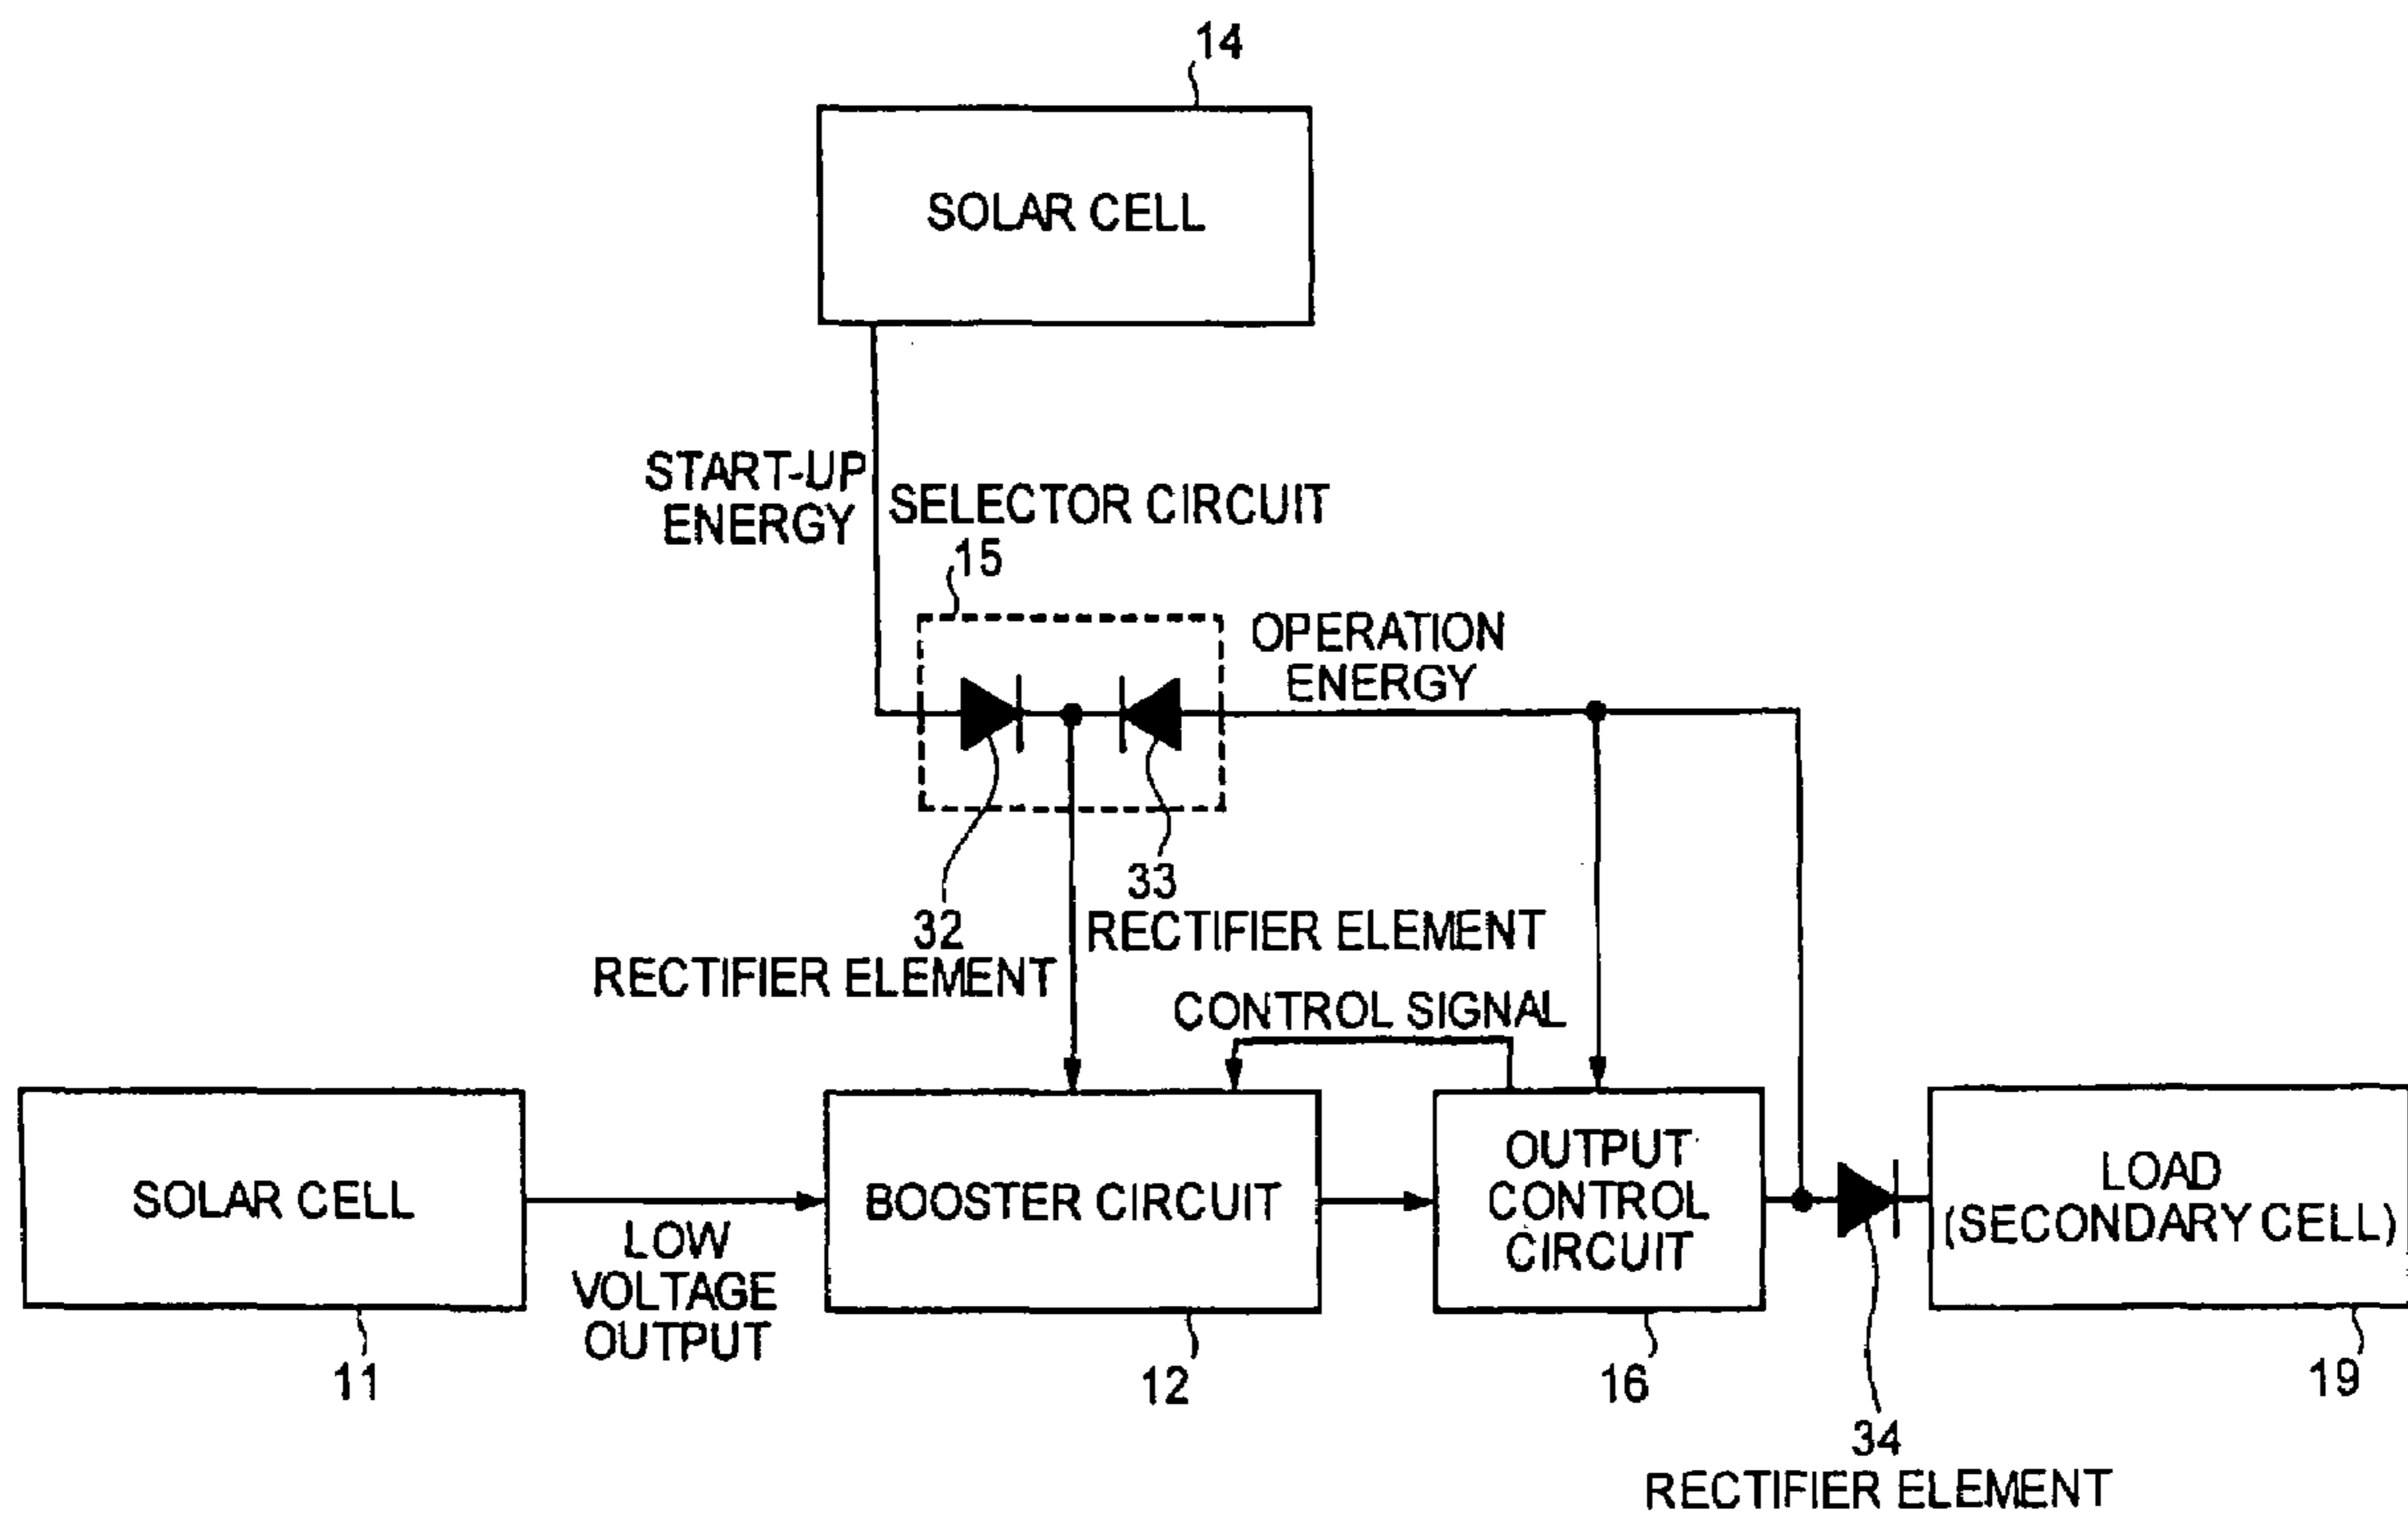 14
SOLAR CELL
START-UP
ENERGY
SELECTOR CIRCUIT
15
OPERATION
ENERGY
33
RECTIFIER ELEMENT
32
RECTIFIER ELEMENT
CONTROL SIGNAL
SOLAR CELL
LOW
VOLTAGE
OUTPUT
BOOSTER CIRCUIT
OUTPUT
CONTROL
CIRCUIT
LOAD
(SECONDARY CELL)
11
12
16
19
34
RECTIFIER ELEMENT